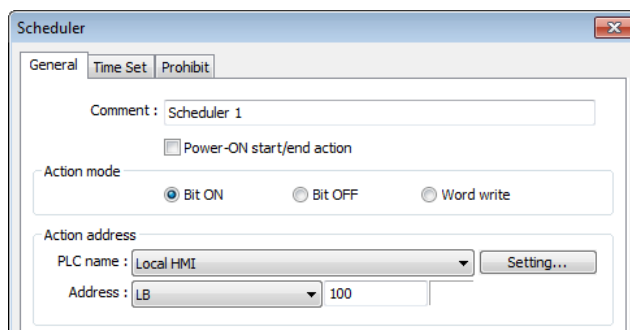 Scheduler
General Time Set Prohibit
Comment : Scheduler 1
Power-ON start/end action
Action mode
Bit ON Bit OFF Word write
Action address
PLC name : Local HMI Setting...
Address : LB 100